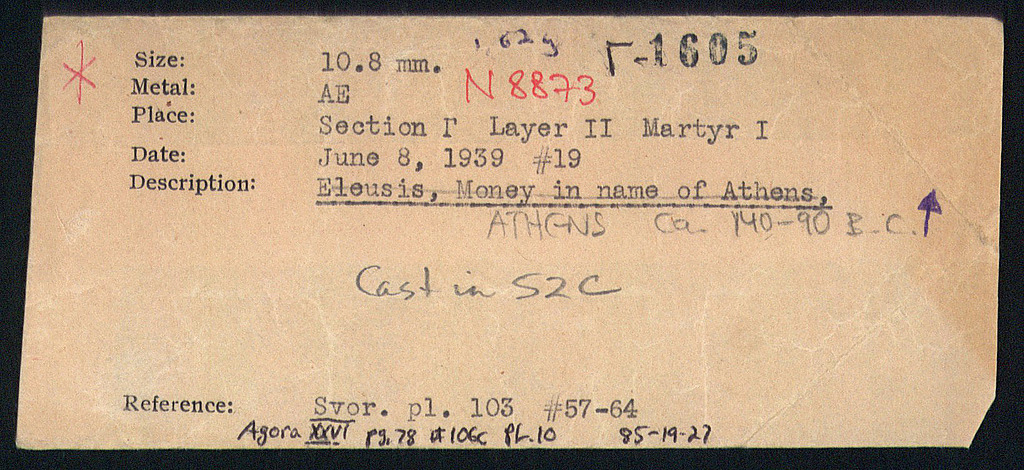 1.62g Γ-1605
Size: 10.8 mm.
Metal: AE N 8873
Place: Section Γ Layer II Martyr I
Date: June 8, 1939 #19
Description: Eleusis, Money in name of Athens,
ATHENS Ca. 140-90 B.C.
Cast in S2C
Reference: Svor. pl. 103 #57-64
Agora XXVI pg. 78 #106c PL.10 85-19-27